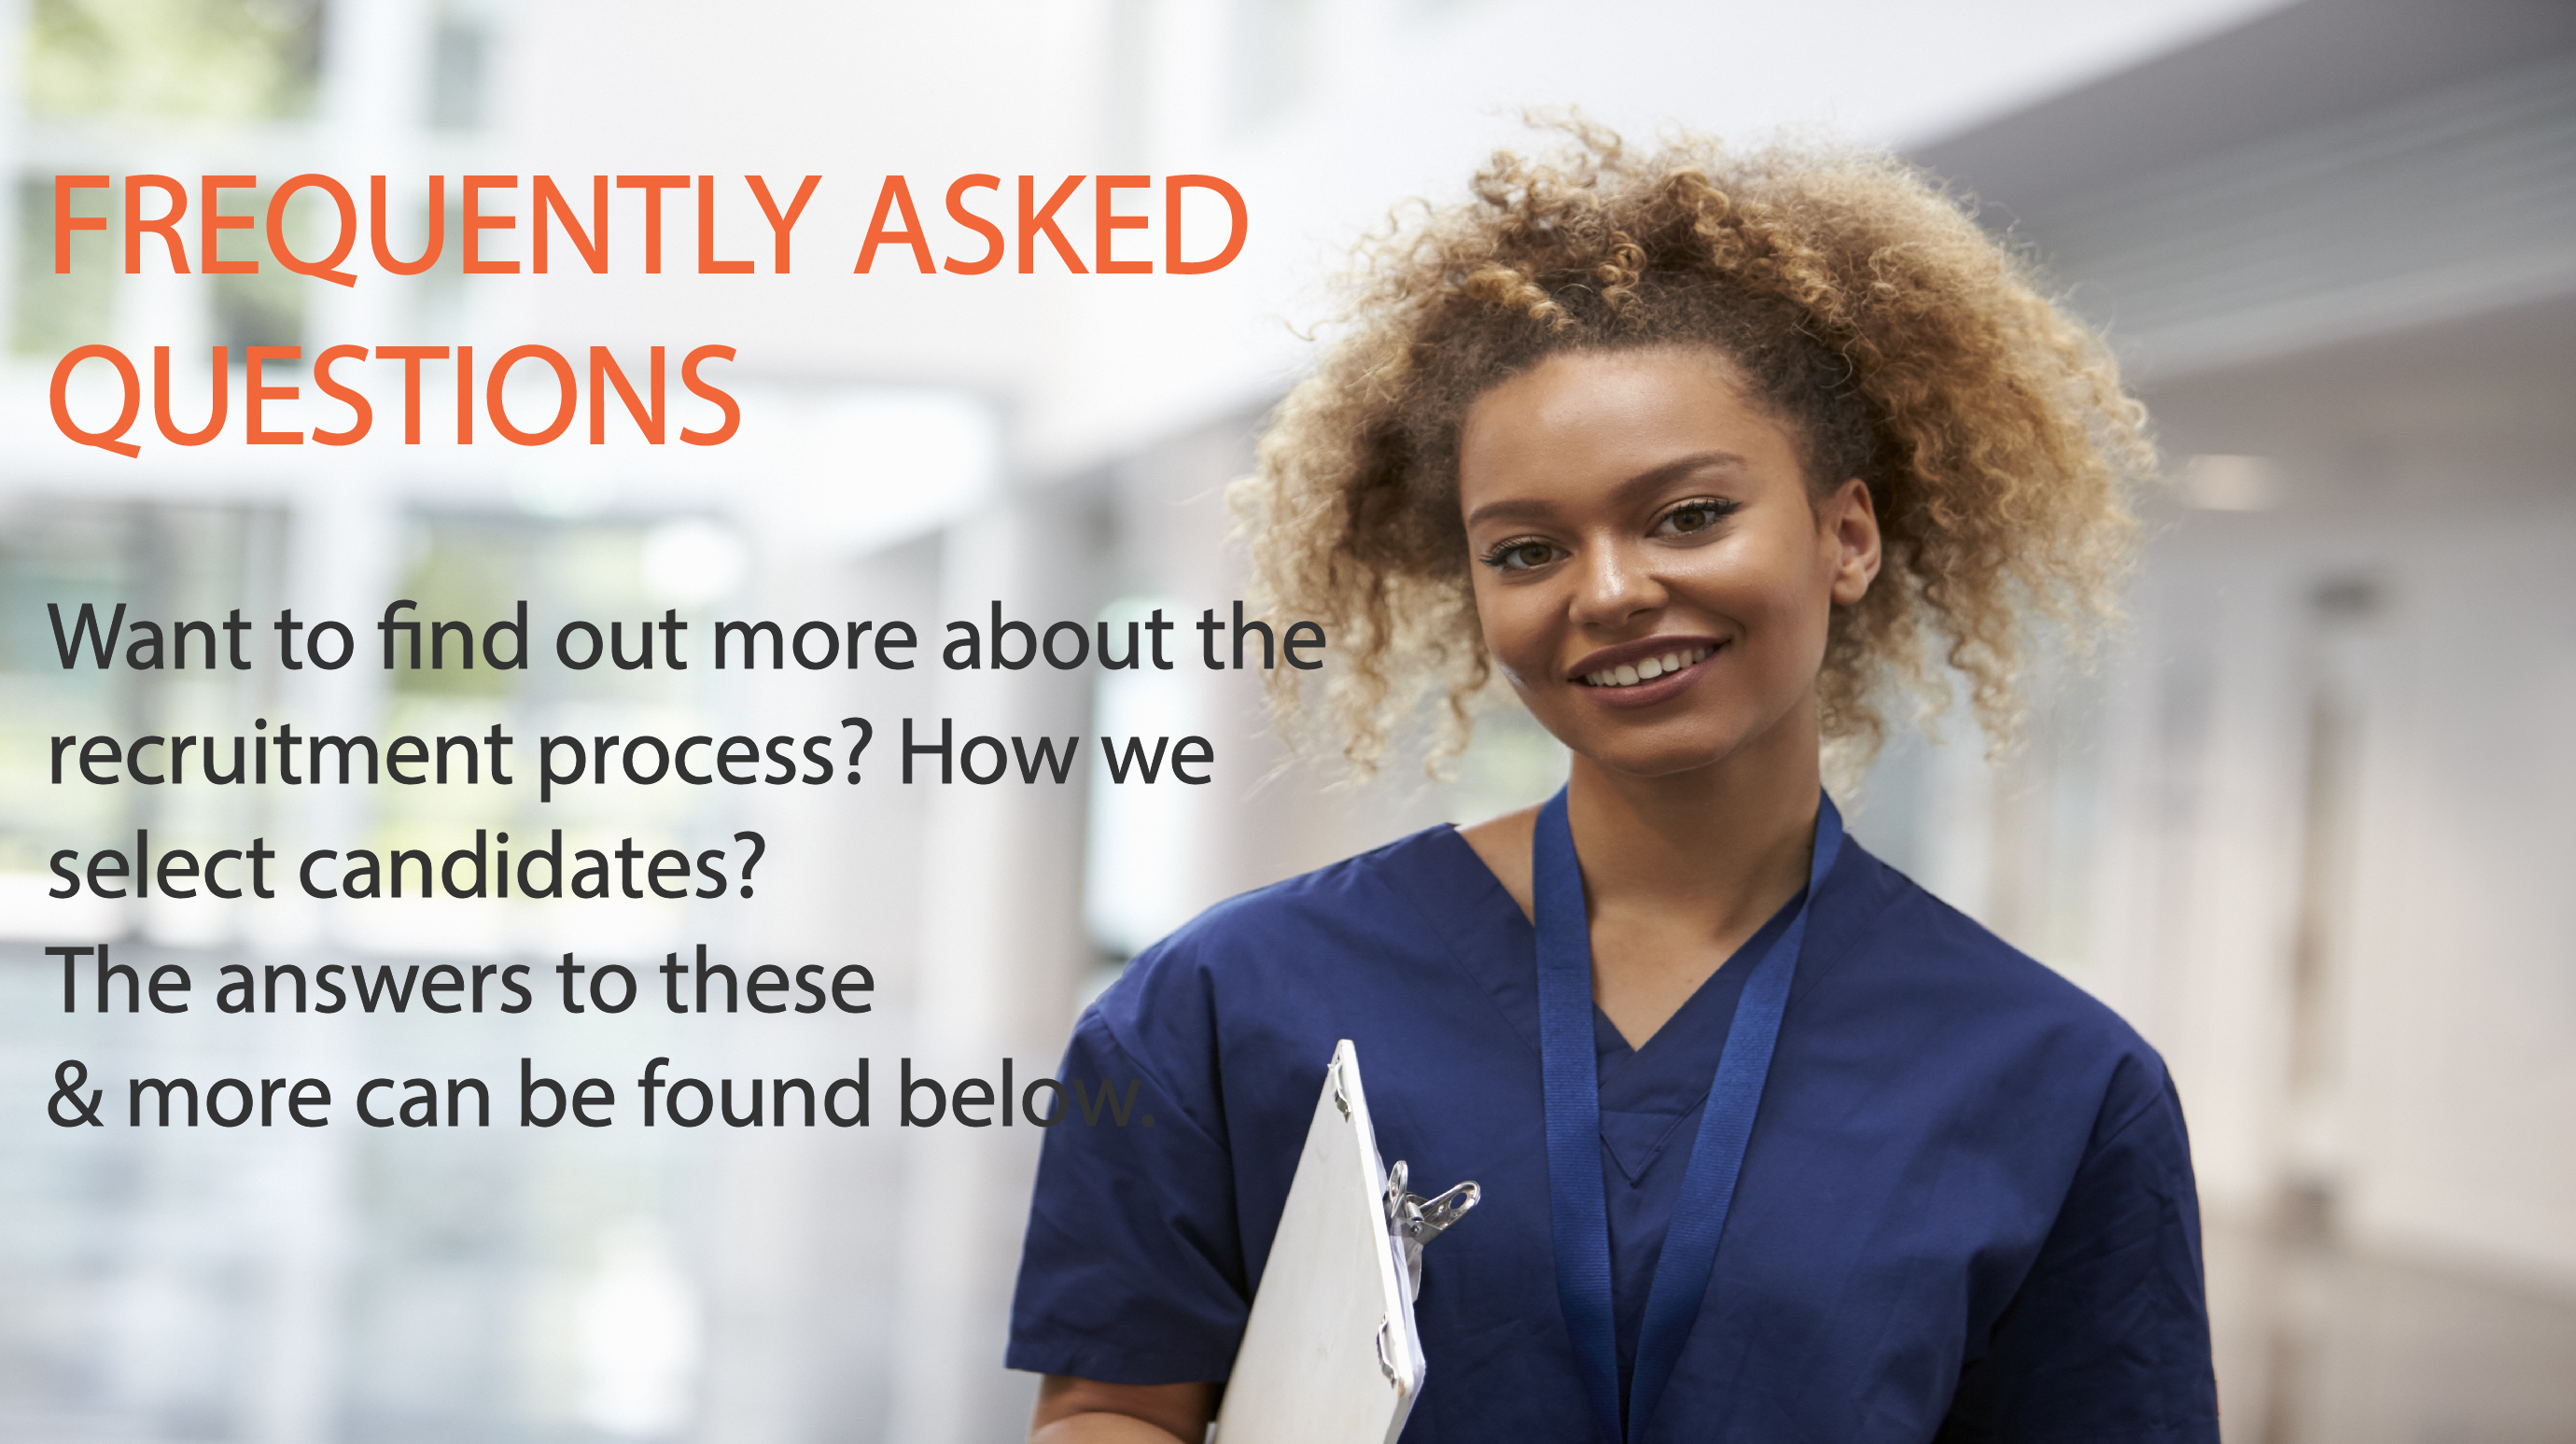 FREQUENTLY ASKED
QUESTIONS
Want to find out more about the
recruitment process? How we
select candidates?
The answers to these
& more can be found below.